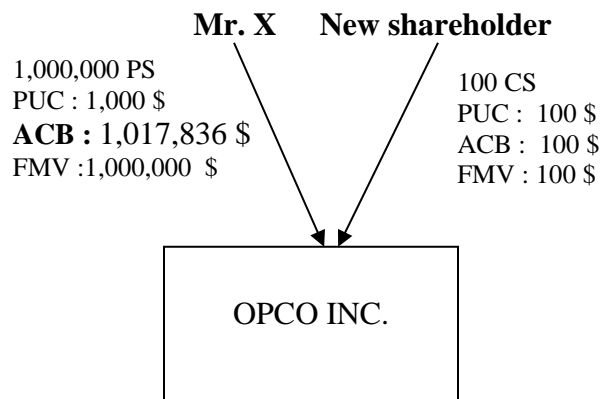 Mr. X New shareholder
1,000,000 PS
PUC : 1,000 $
ACB : 1,017,836 $
FMV :1,000,000 $
100 CS
PUC : 100 $
ACB : 100 $
FMV : 100 $
OPCO INC.